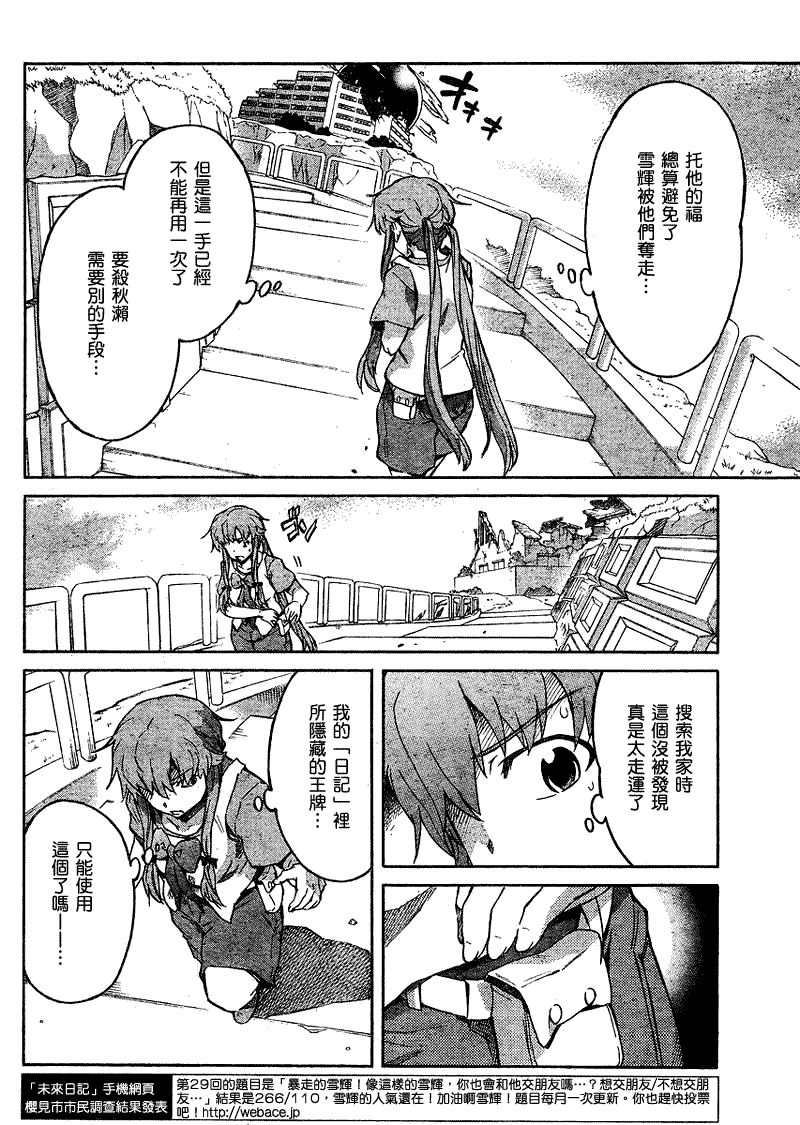 托他的福
總算避免了
雪輝被他們奪走…
但是這一手已經
不能再用一次了
要殺秋瀨
需要別的手段…
搜索我家時
這個沒被發現
真是太走運了
我的「日記」裡
所隱藏的王牌…
只能使用
這個了嗎——…
「未來日記」手機網頁
櫻見市市民調查結果發表
第29回的題目是「暴走的雪輝！像這樣的雪輝，你也會和他交朋友嗎…？想交朋友/不想交朋
友…」結果是266/110，雪輝的人氣還在！加油啊雪輝！題目每月一次更新。你也趕快投票
吧！http://webace.jp